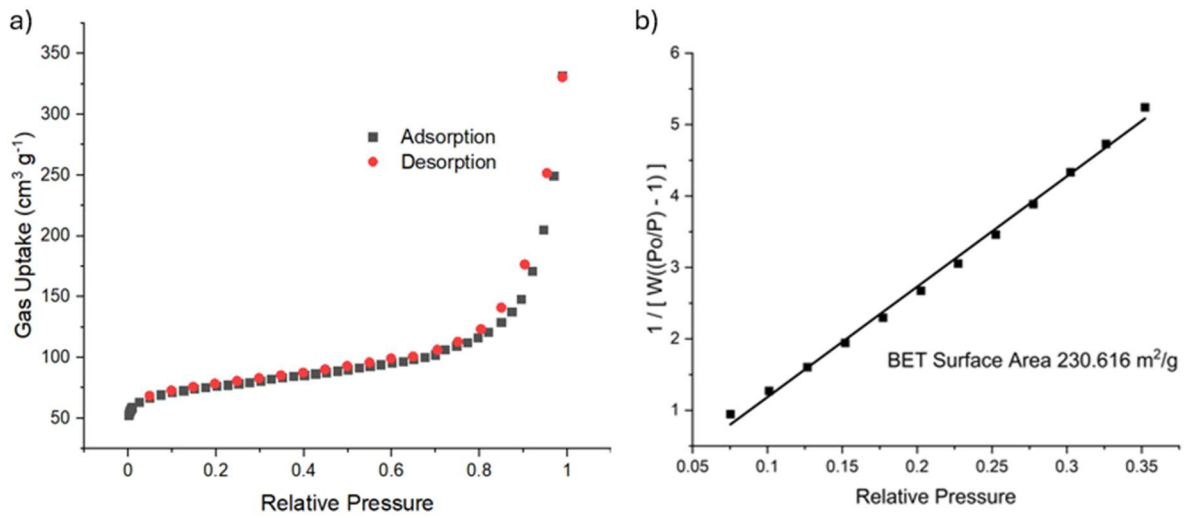 a)
Gas Uptake (cm³ g⁻¹)
350
300
250
200
150
100
50
Adsorption
Desorption
0
0.2
0.4
0.6
0.8
1
Relative Pressure
b)
1 / [ W((Po/P) - 1) ]
6
5
4
3
2
1
BET Surface Area 230.616 m²/g
0.05
0.1
0.15
0.2
0.25
0.3
0.35
Relative Pressure